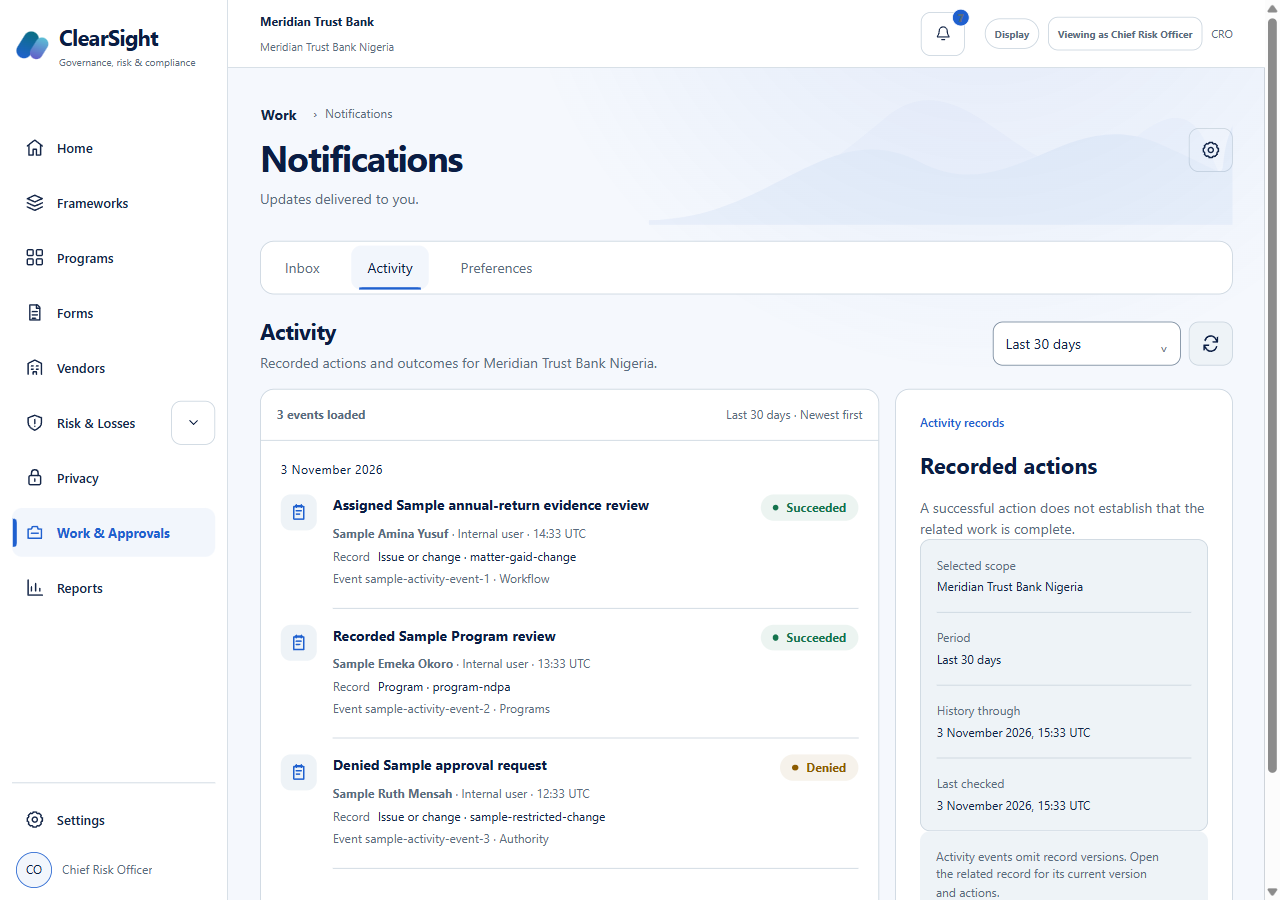 ClearSight
Governance, risk & compliance
Home
Frameworks
Programs
Forms
Vendors
Risk & Losses
Privacy
Work & Approvals
Reports
Settings
CO Chief Risk Officer
Meridian Trust Bank
Meridian Trust Bank Nigeria
Display
Viewing as Chief Risk Officer
CRO
Work › Notifications
Notifications
Updates delivered to you.
Inbox Activity Preferences
Activity
Recorded actions and outcomes for Meridian Trust Bank Nigeria.
Last 30 days
3 events loaded
Last 30 days · Newest first
3 November 2026
Assigned Sample annual-return evidence review
Succeeded
Sample Amina Yusuf · Internal user · 14:33 UTC
Record Issue or change · matter-gaid-change
Event sample-activity-event-1 · Workflow
Recorded Sample Program review
Succeeded
Sample Emeka Okoro · Internal user · 13:33 UTC
Record Program · program-ndpa
Event sample-activity-event-2 · Programs
Denied Sample approval request
Denied
Sample Ruth Mensah · Internal user · 12:33 UTC
Record Issue or change · sample-restricted-change
Event sample-activity-event-3 · Authority
Activity records
Recorded actions
A successful action does not establish that the
related work is complete.
Selected scope
Meridian Trust Bank Nigeria
Period
Last 30 days
History through
3 November 2026, 15:33 UTC
Last checked
3 November 2026, 15:33 UTC
Activity events omit record versions. Open
the related record for its current version
and actions.